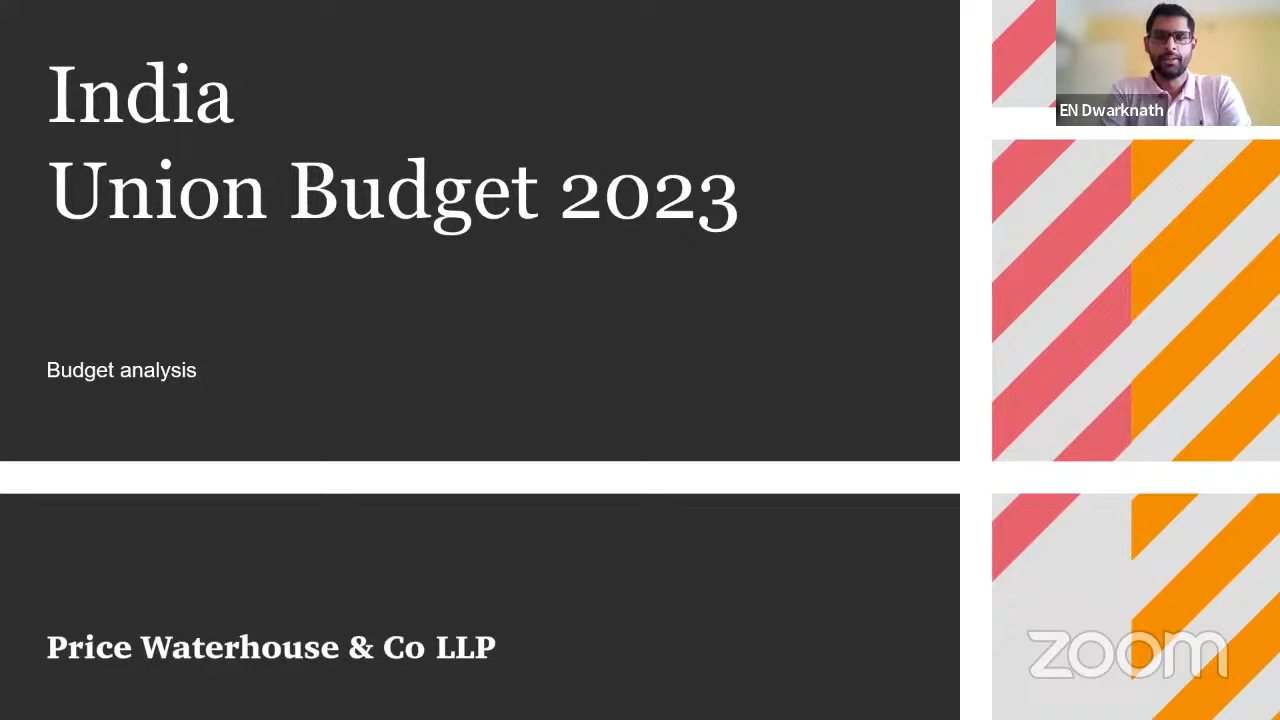 India
Union Budget 2023
EN Dwarknath
Budget analysis
Price Waterhouse & Co LLP
zoom